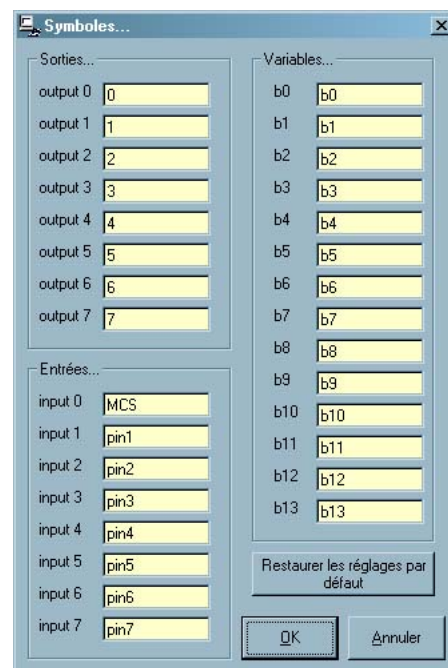 Symboles...
Sorties...
output 0 0
output 1 1
output 2 2
output 3 3
output 4 4
output 5 5
output 6 6
output 7 7
Entrées...
input 0 MCS
input 1 pin1
input 2 pin2
input 3 pin3
input 4 pin4
input 5 pin5
input 6 pin6
input 7 pin7
Variables...
b0 b0
b1 b1
b2 b2
b3 b3
b4 b4
b5 b5
b6 b6
b7 b7
b8 b8
b9 b9
b10 b10
b11 b11
b12 b12
b13 b13
Restaurer les réglages par
défaut
OK
Annuler